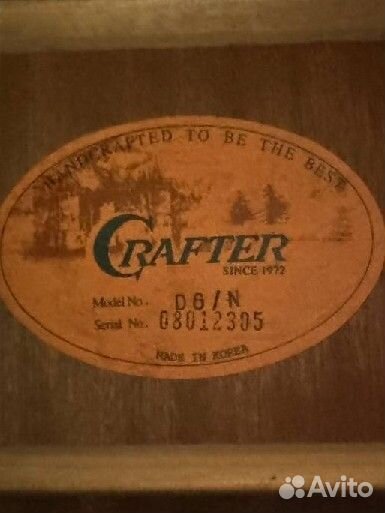 HANDCRAFTED TO BE THE BEST
CRAFTER
SINCE 1972
Model No. D6/N
Serial No. 08012305
MADE IN KOREA
Avito